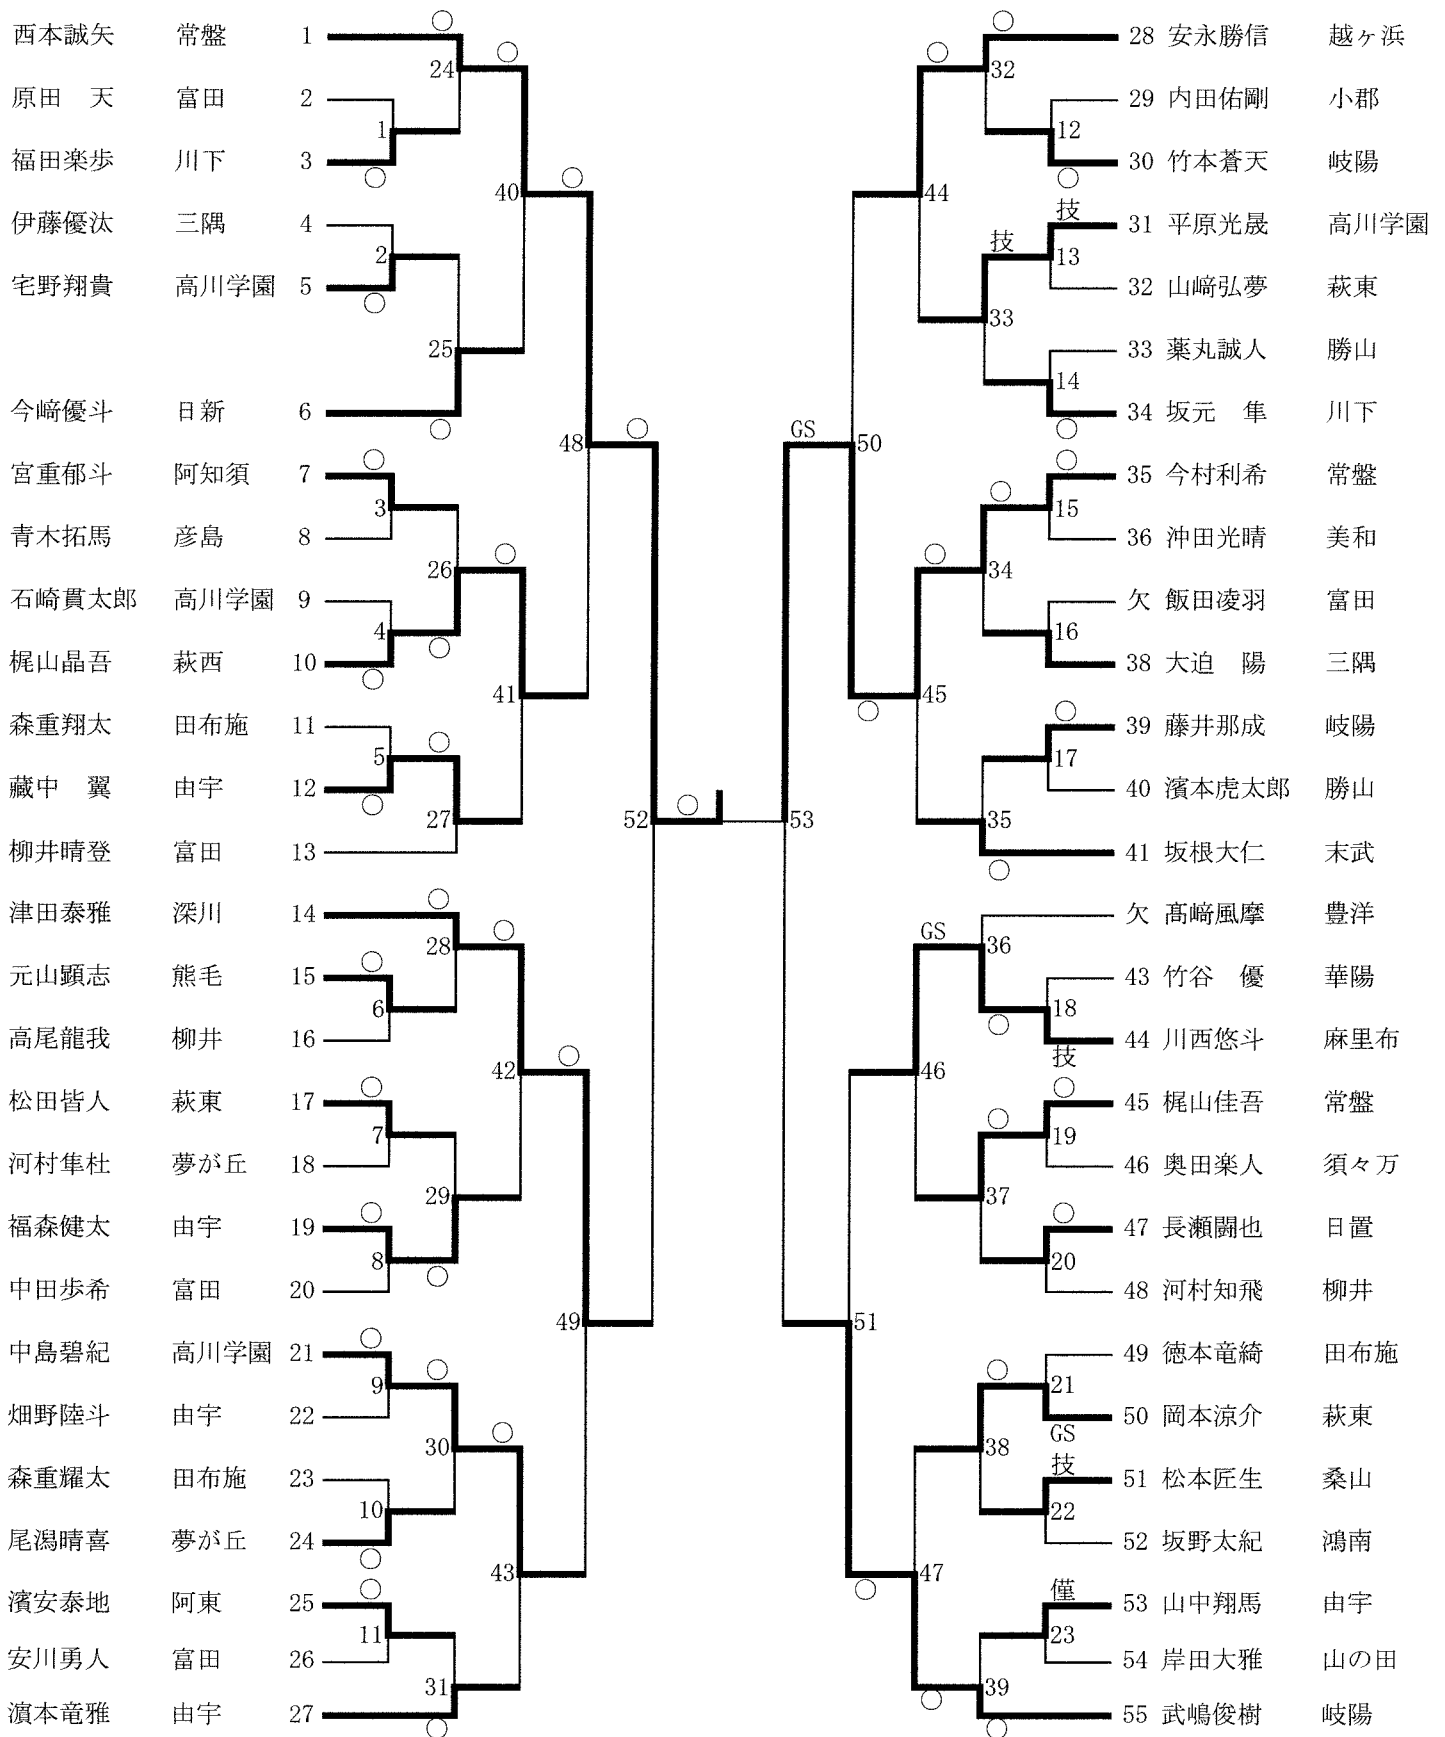 西本誠矢 常盤 1
原田 天 富田 2
福田楽歩 川下 3
伊藤優汰 三隅 4
宅野翔貴 高川学園 5
今﨑優斗 日新 6
宮重郁斗 阿知須 7
青木拓馬 彦島 8
石崎貫太郎 高川学園 9
梶山晶吾 萩西 10
森重翔太 田布施 11
藏中 翼 由宇 12
柳井晴登 富田 13
津田泰雅 深川 14
元山顕志 熊毛 15
高尾龍我 柳井 16
松田皆人 萩東 17
河村隼杜 夢が丘 18
福森健太 由宇 19
中田歩希 富田 20
中島碧紀 高川学園 21
畑野陸斗 由宇 22
森重耀太 田布施 23
尾潟晴喜 夢が丘 24
濱安泰地 阿東 25
安川勇人 富田 26
濵本竜雅 由宇 27
24
1
2
25
3
26
4
5
27
28
6
7
29
8
9
30
10
11
31
40
41
42
43
48
49
52
53
GS
50
51
44
45
46
47
32
12
技
技
13
33
14
15
34
16
17
35
GS
36
18
技
19
37
20
21
GS
38
技
22
僅
23
39
28 安永勝信 越ヶ浜
29 内田佑剛 小郡
30 竹本蒼天 岐陽
31 平原光晟 高川学園
32 山﨑弘夢 萩東
33 薬丸誠人 勝山
34 坂元 隼 川下
35 今村利希 常盤
36 沖田光晴 美和
欠 飯田凌羽 富田
38 大迫 陽 三隅
39 藤井那成 岐陽
40 濱本虎太郎 勝山
41 坂根大仁 末武
欠 髙﨑風摩 豊洋
43 竹谷 優 華陽
44 川西悠斗 麻里布
45 梶山佳吾 常盤
46 奥田楽人 須々万
47 長瀬闘也 日置
48 河村知飛 柳井
49 徳本竜綺 田布施
50 岡本涼介 萩東
51 松本匠生 桑山
52 坂野太紀 鴻南
53 山中翔馬 由宇
54 岸田大雅 山の田
55 武嶋俊樹 岐陽